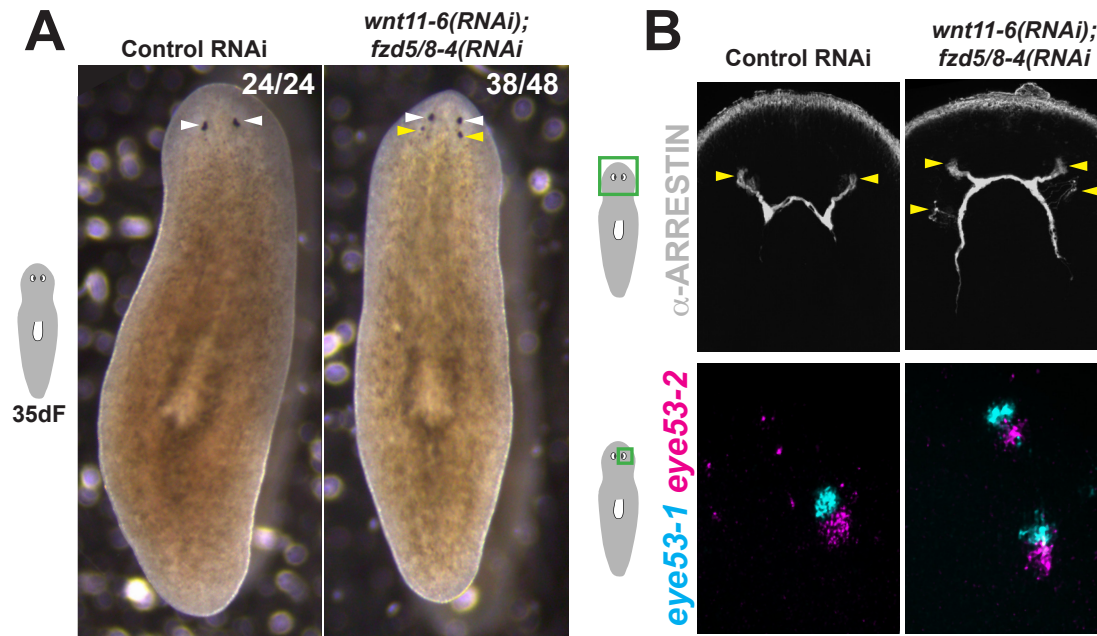 A
Control RNAi
wnt11-6(RNAi);
fzd5/8-4(RNAi
24/24
38/48
35dF
B
Control RNAi
wnt11-6(RNAi);
fzd5/8-4(RNAi
α-ARRESTIN
eye53-1 eye53-2